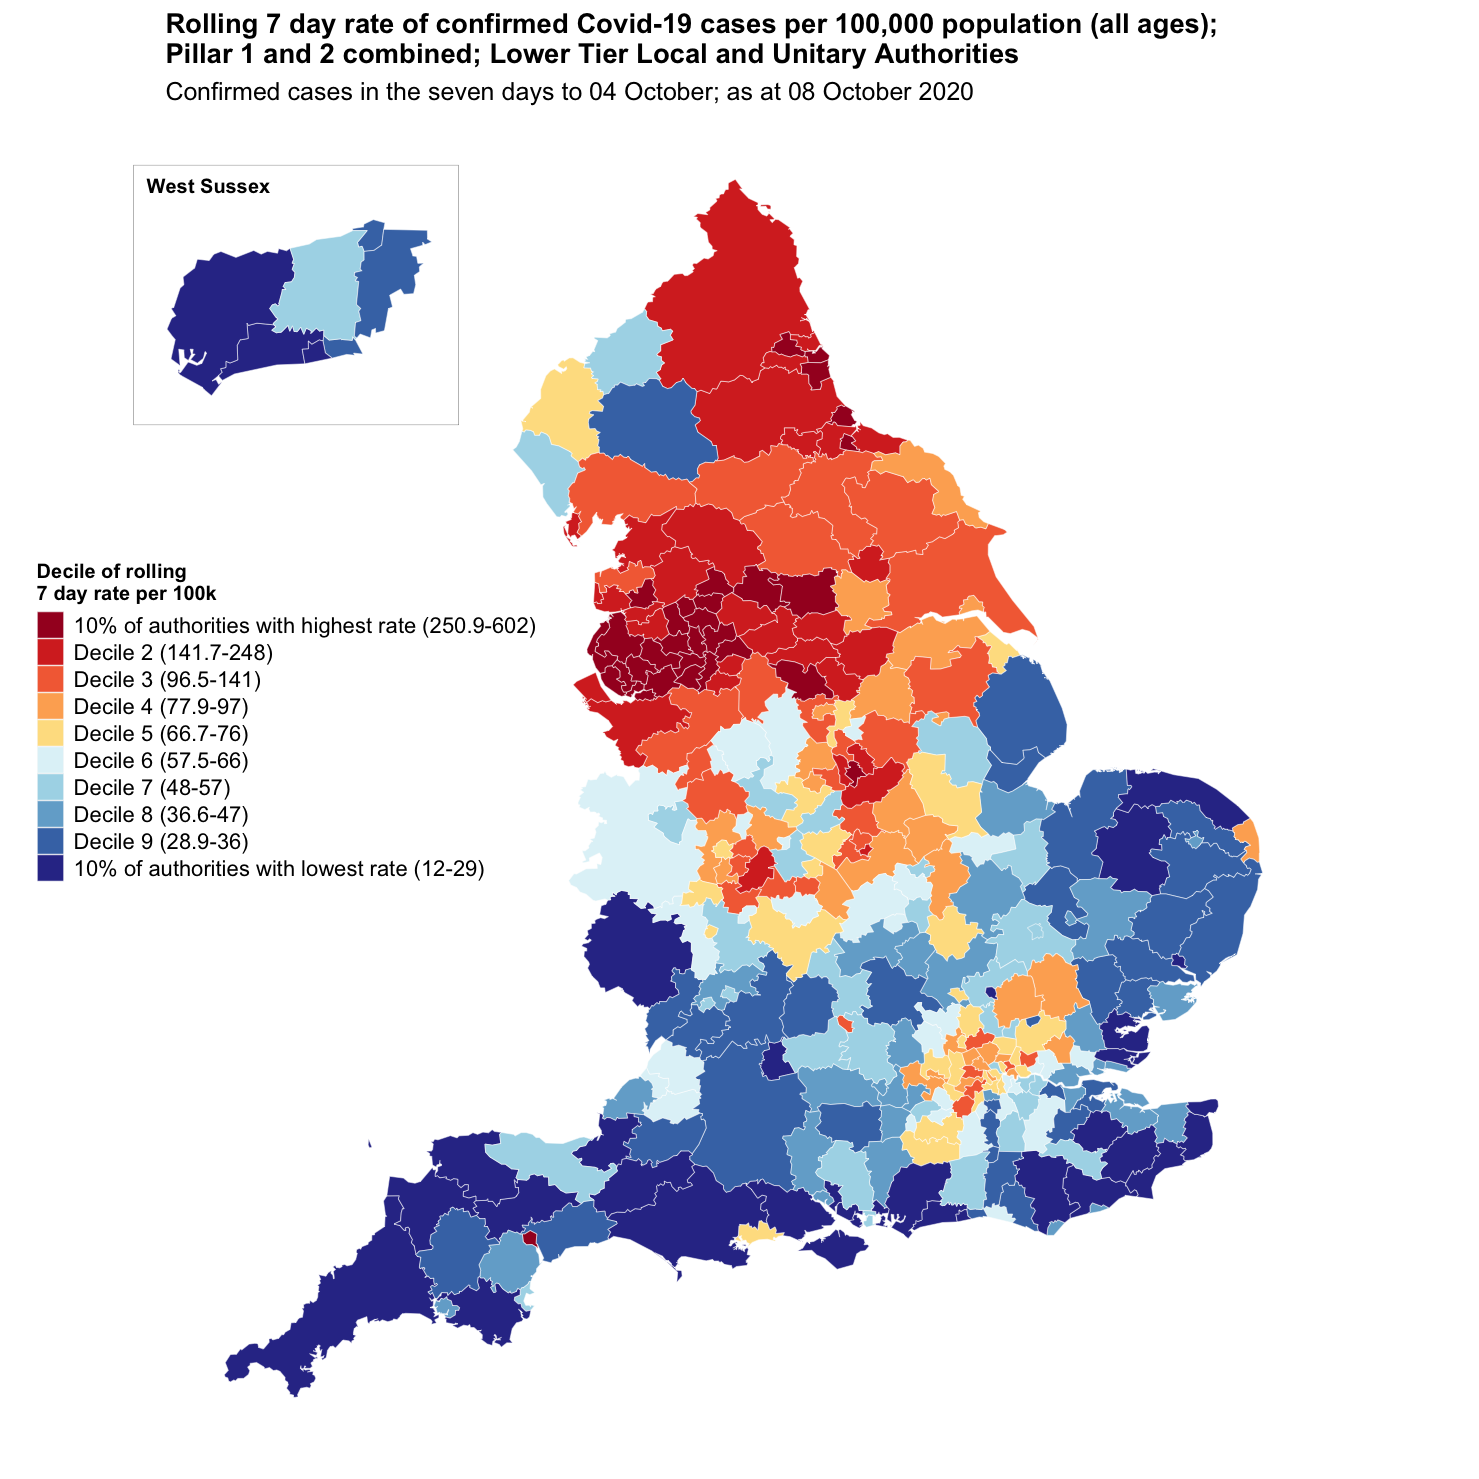 Rolling 7 day rate of confirmed Covid-19 cases per 100,000 population (all ages);
Pillar 1 and 2 combined; Lower Tier Local and Unitary Authorities
Confirmed cases in the seven days to 04 October; as at 08 October 2020
West Sussex
Decile of rolling
7 day rate per 100k
10% of authorities with highest rate (250.9-602)
Decile 2 (141.7-248)
Decile 3 (96.5-141)
Decile 4 (77.9-97)
Decile 5 (66.7-76)
Decile 6 (57.5-66)
Decile 7 (48-57)
Decile 8 (36.6-47)
Decile 9 (28.9-36)
10% of authorities with lowest rate (12-29)